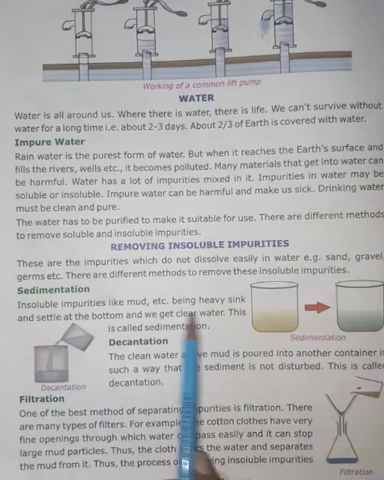 Working of a common lift pump
WATER
Water is all around us. Where there is water, there is life. We can't survive without
water for a long time i.e. about 2-3 days. About 2/3 of Earth is covered with water.
Impure Water
Rain water is the purest form of water. But when it reaches the Earth's surface and
fills the rivers, wells etc., it becomes polluted. Many materials that get into water can
be harmful. Water has a lot of impurities mixed in it. Impurities in water may be
soluble or insoluble. Impure water can be harmful and make us sick. Drinking water
must be clean and pure.
The water has to be purified to make it suitable for use. There are different methods
to remove soluble and insoluble impurities.
REMOVING INSOLUBLE IMPURITIES
These are the impurities which do not dissolve easily in water e.g. sand, gravel,
germs etc. There are different methods to remove these insoluble impurities.
Sedimentation
Insoluble impurities like mud, etc. being heavy sink
and settle at the bottom and we get clear water. This
is called sedimentation.
Sedimentation
Decantation
The clean water mud is poured into another container in
such a way that sediment is not disturbed. This is called
decantation.
Decantation
Filtration
One of the best method of separating impurities is filtration. There
are many types of filters. For example cotton clothes have very
fine openings through which water pass easily and it can stop
large mud particles. Thus, the cloth the water and separates
the mud from it. Thus, the process insoluble impurities
Filtration